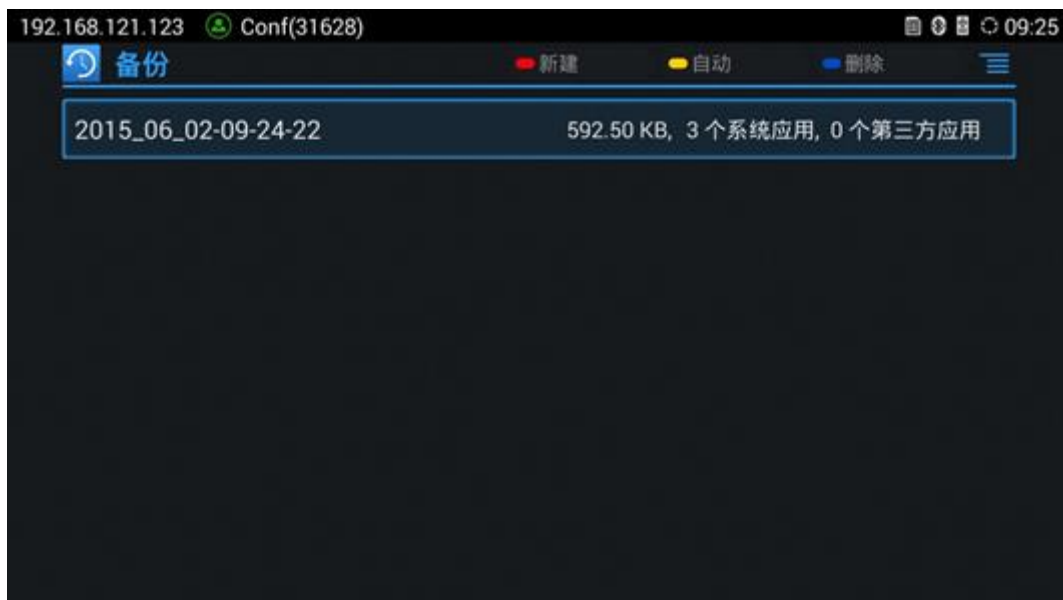 192.168.121.123 Conf(31628) 09:25
备份 新建 自动 删除
2015_06_02-09-24-22 592.50 KB, 3 个系统应用, 0 个第三方应用